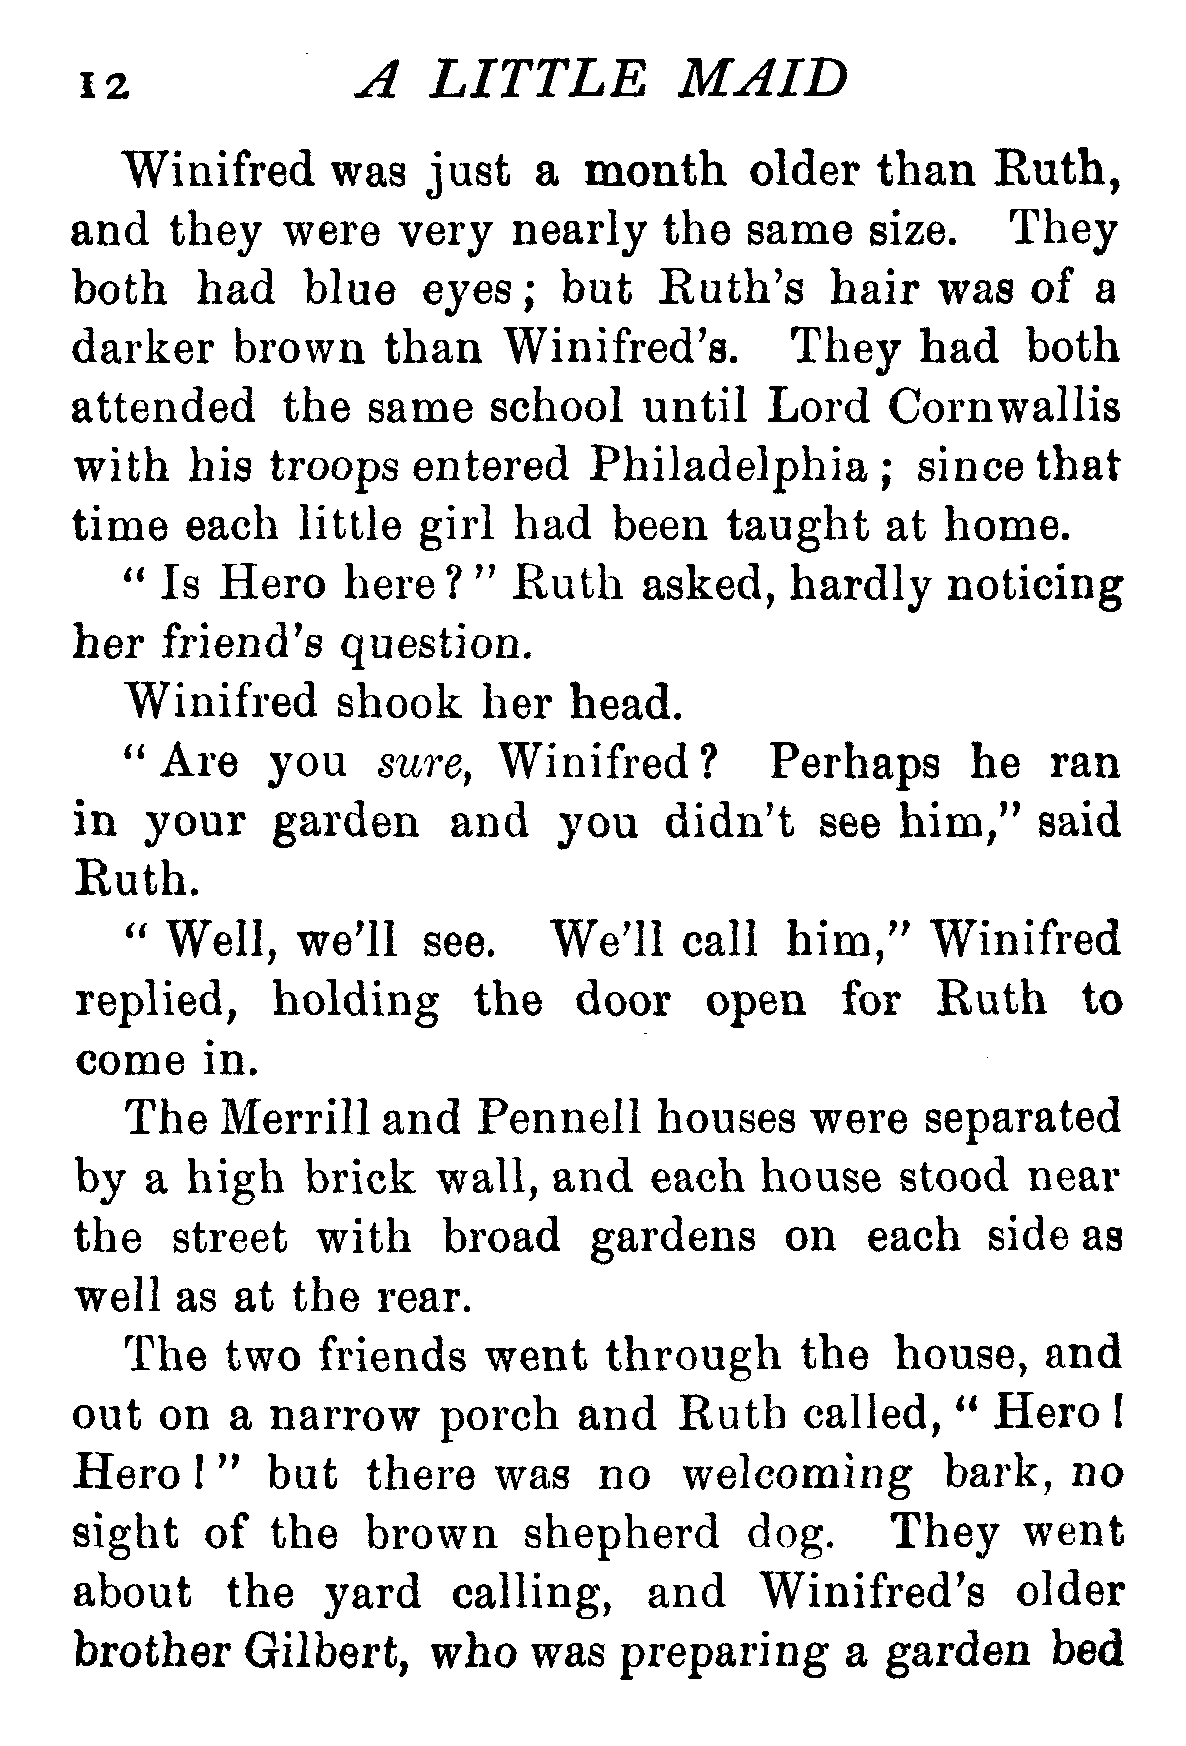 12 A LITTLE MAID
Winifred was just a month older than Ruth,
and they were very nearly the same size. They
both had blue eyes; but Ruth's hair was of a
darker brown than Winifred's. They had both
attended the same school until Lord Cornwallis
with his troops entered Philadelphia; since that
time each little girl had been taught at home.
"Is Hero here?" Ruth asked, hardly noticing
her friend's question.
Winifred shook her head.
"Are you sure, Winifred? Perhaps he ran
in your garden and you didn't see him," said
Ruth.
"Well, we'll see. We'll call him," Winifred
replied, holding the door open for Ruth to
come in.
The Merrill and Pennell houses were separated
by a high brick wall, and each house stood near
the street with broad gardens on each side as
well as at the rear.
The two friends went through the house, and
out on a narrow porch and Ruth called, "Hero!
Hero!" but there was no welcoming bark, no
sight of the brown shepherd dog. They went
about the yard calling, and Winifred's older
brother Gilbert, who was preparing a garden bed